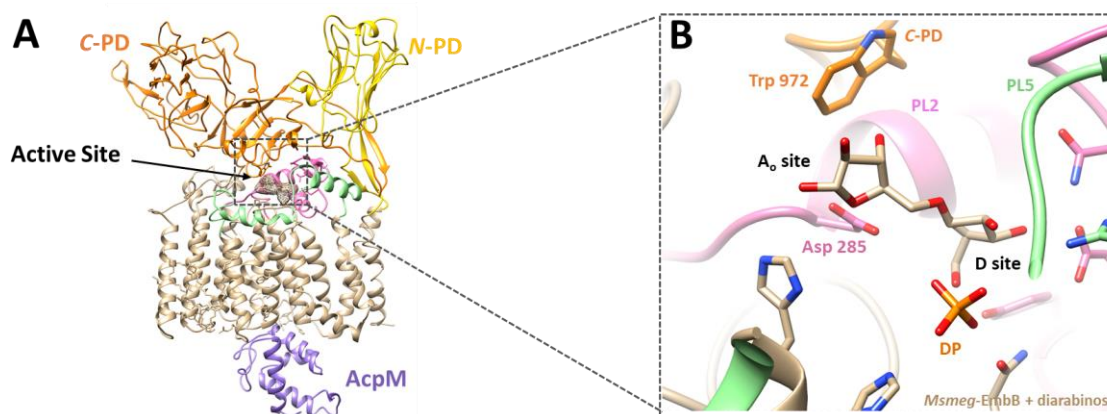 A
C-PD
N-PD
Active Site
AcpM
B
C-PD
Trp 972
PL2
PL5
Aₒ site
Asp 285
D site
DP
Msmeg-EmbB + diarabinos